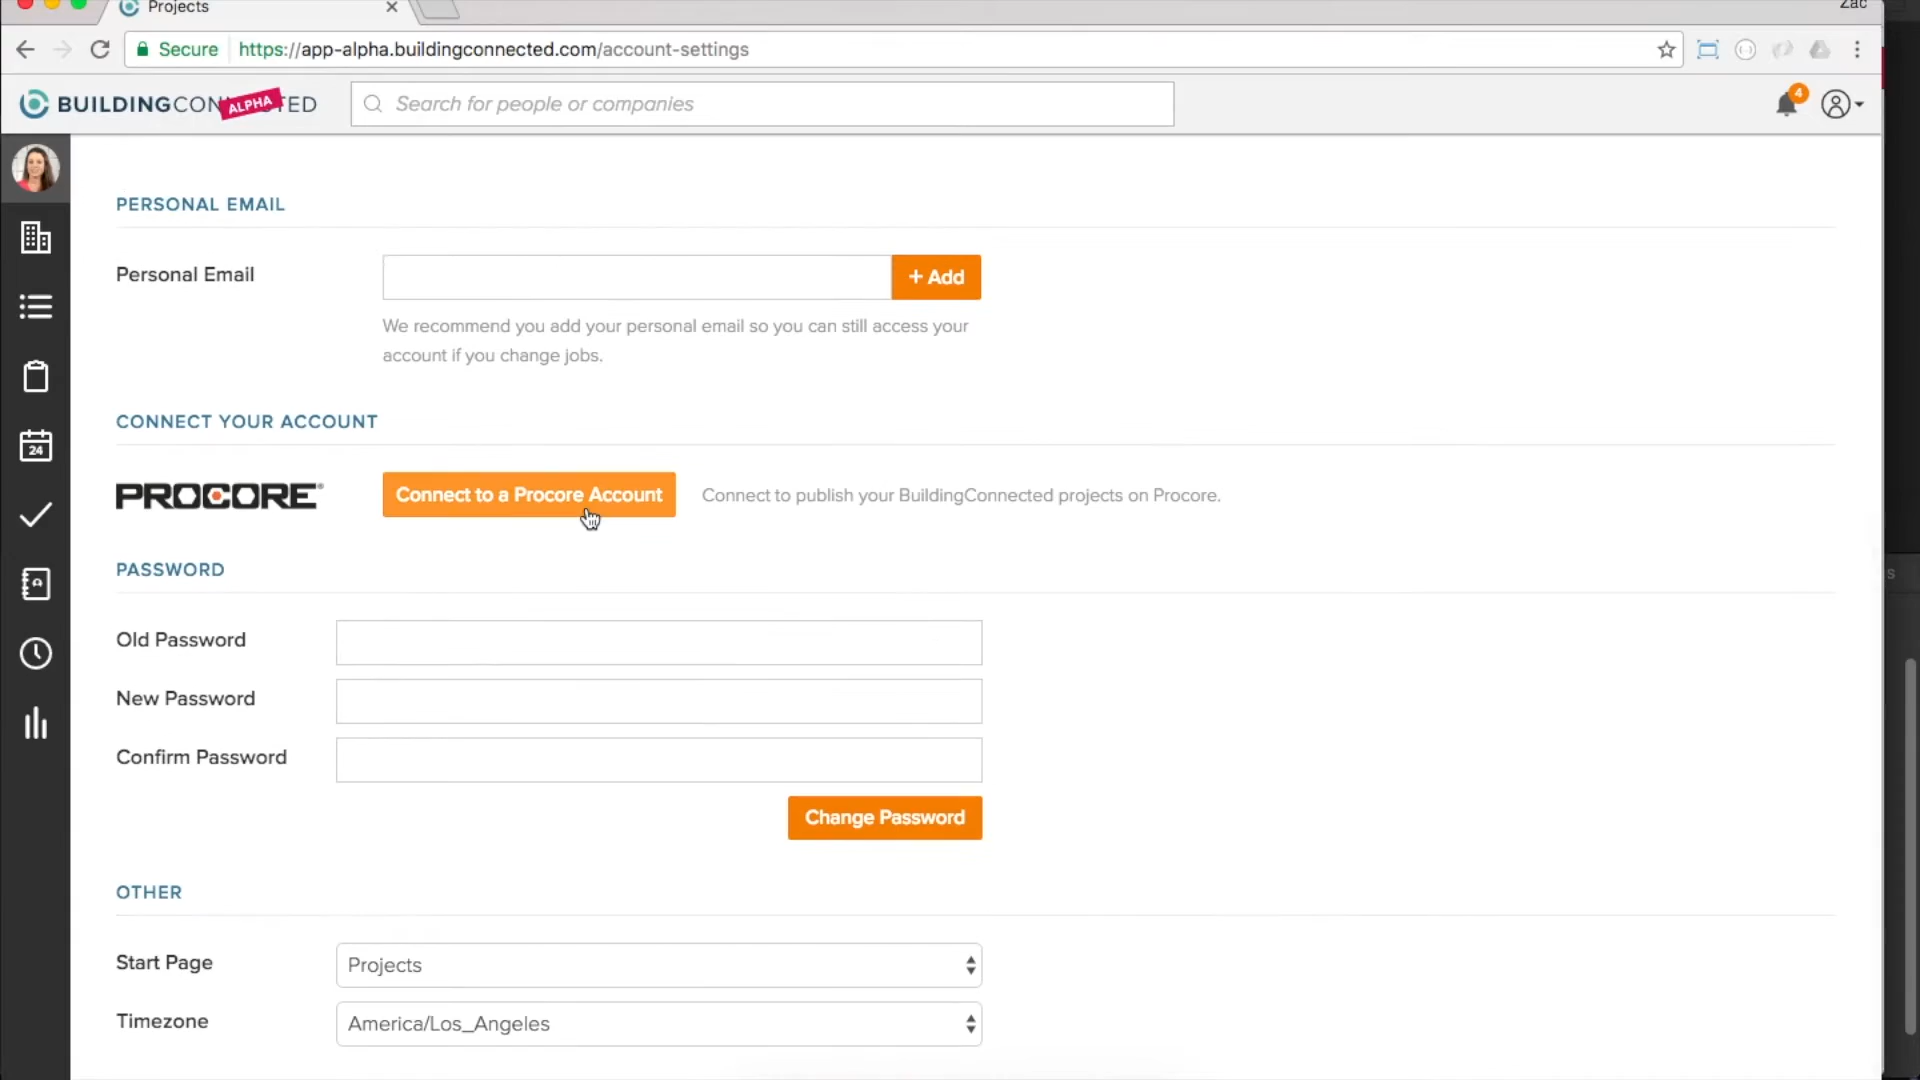 Projects
Zac
Secure https://app-alpha.buildingconnected.com/account-settings
BUILDINGCON TED
ALPHA
Search for people or companies
4
PERSONAL EMAIL
Personal Email
+ Add
We recommend you add your personal email so you can still access your
account if you change jobs.
CONNECT YOUR ACCOUNT
24
PROCORE®
Connect to a Procore Account
Connect to publish your BuildingConnected projects on Procore.
PASSWORD
s
Old Password
New Password
Confirm Password
Change Password
OTHER
Start Page
Projects
Timezone
America/Los_Angeles